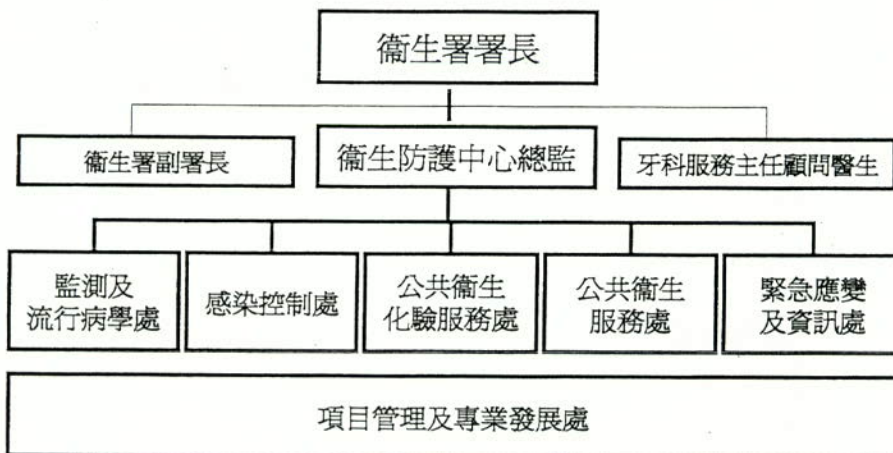 衞生署署長
衞生署副署長
衞生防護中心總監
牙科服務主任顧問醫生
監測及
流行病學處
感染控制處
公共衞生
化驗服務處
公共衞生
服務處
緊急應變
及資訊處
項目管理及專業發展處